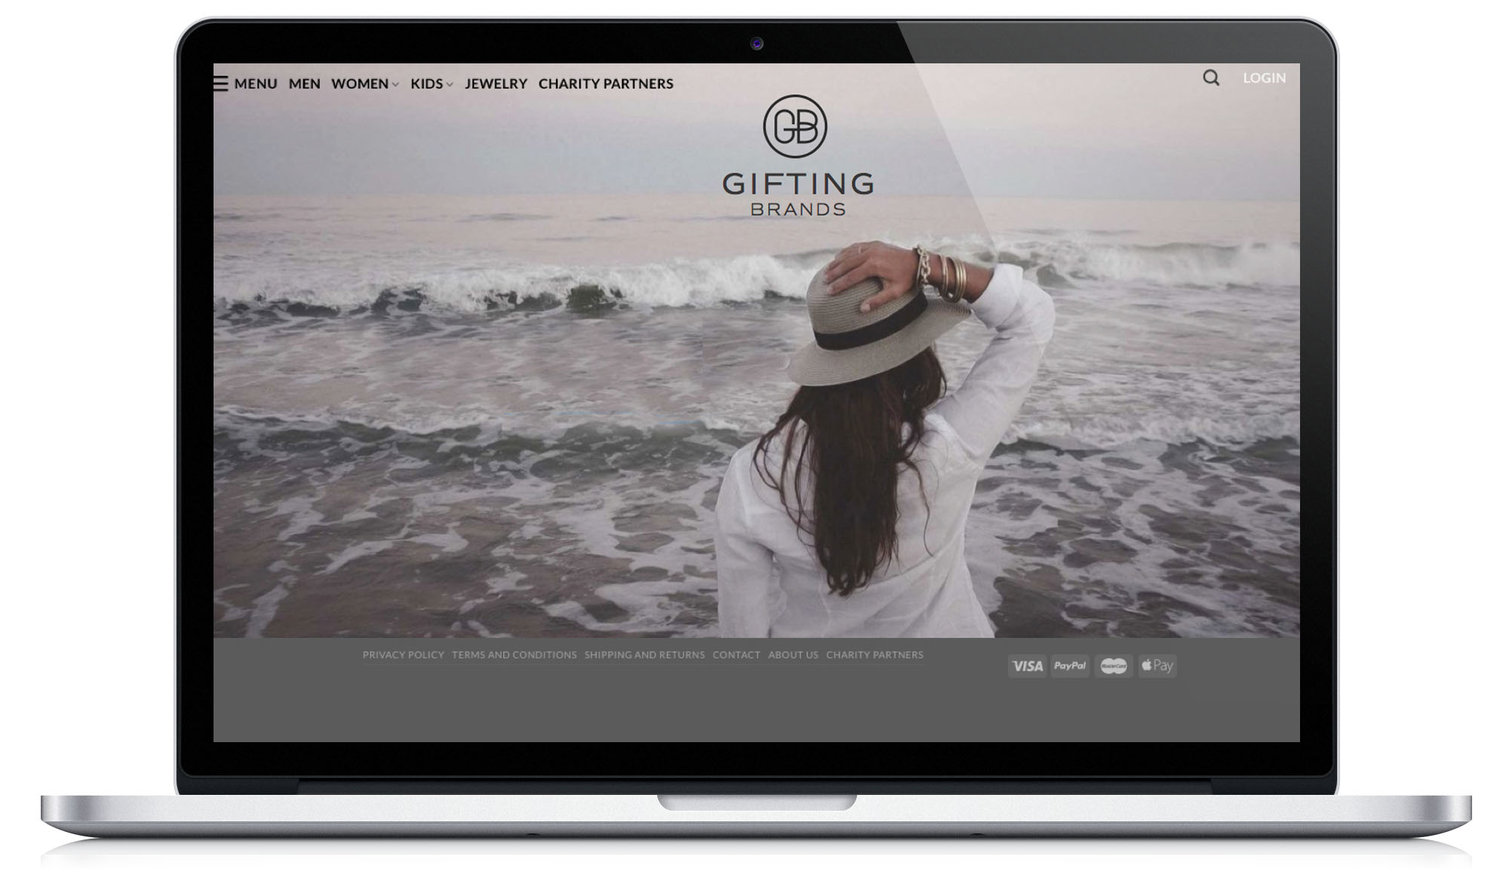 MENU MEN WOMEN KIDS JEWELRY CHARITY PARTNERS
LOGIN
GB
GIFTING
BRANDS
PRIVACY POLICY TERMS AND CONDITIONS SHIPPING AND RETURNS CONTACT ABOUT US CHARITY PARTNERS
VISA PayPal MasterCard Pay